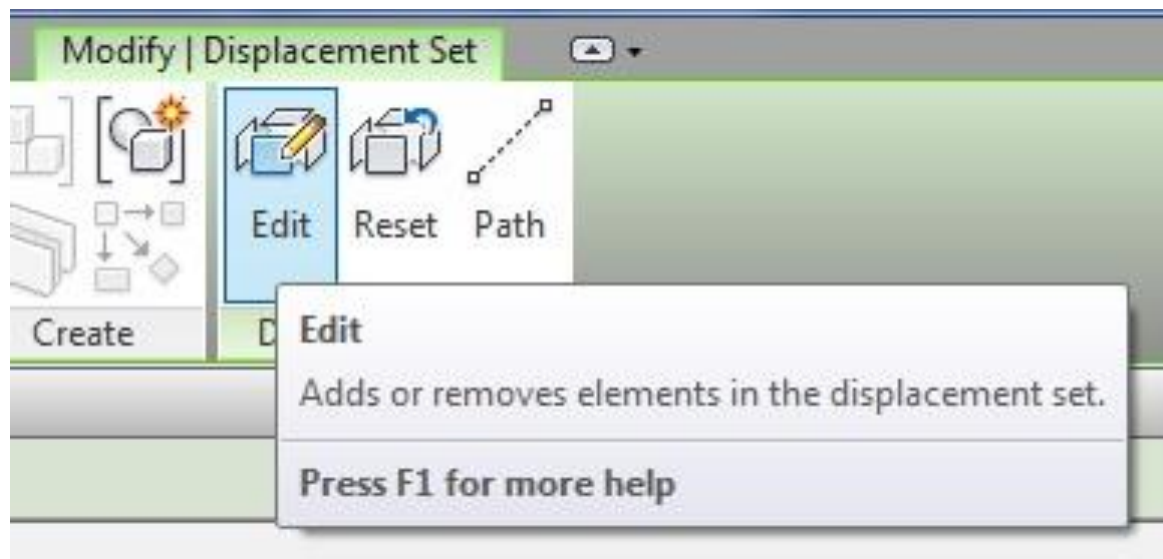 Modify | Displacement Set
Edit
Reset
Path
Create
D
Edit
Adds or removes elements in the displacement set.
Press F1 for more help